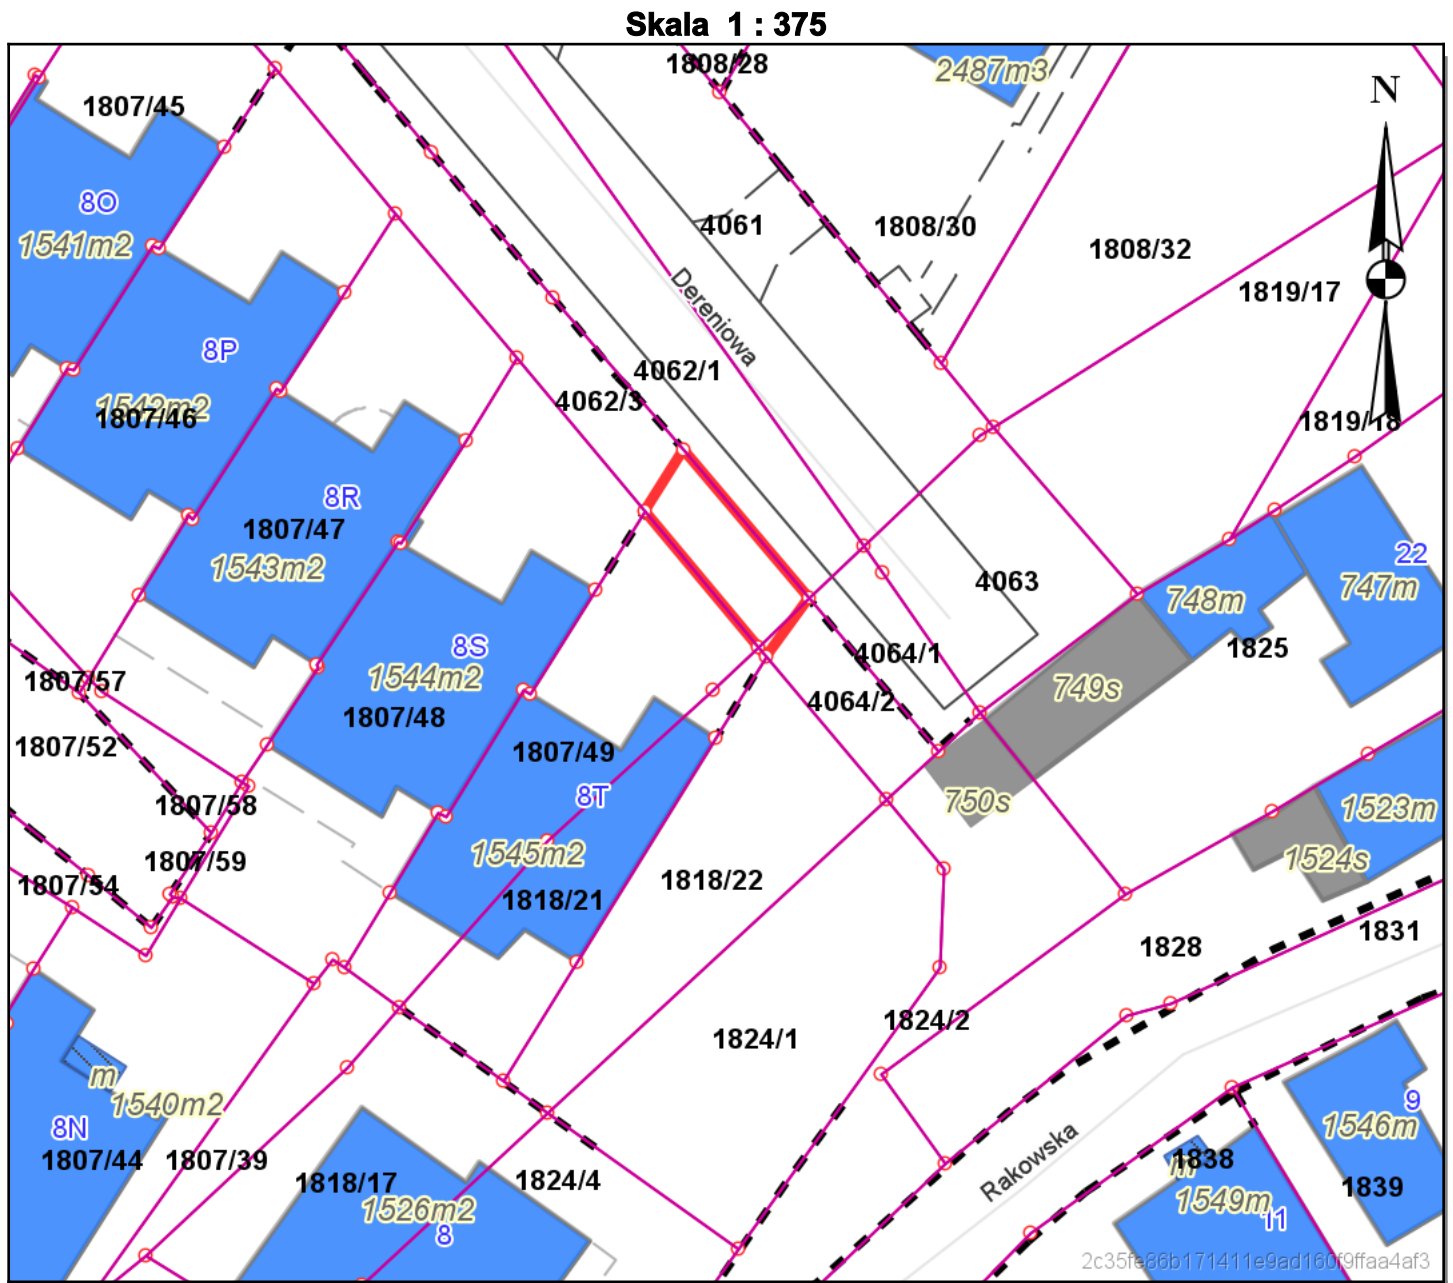 Skala 1 : 375
1808/28
2487m3
N
1807/45
8O
1541m2
4061
1808/30
1808/32
1819/17
Dereniowa
8P
1542m2
1807/46
4062/1
4062/3
1819/18
8R
1807/47
1543m2
22
747m
4063
748m
1825
8S
1544m2
1807/48
4064/1
4064/2
749s
1807/57
1807/52
1807/49
8T
1807/58
750s
1523m
1807/59
1545m2
1524s
1807/54
1818/21
1818/22
1831
1828
1824/2
1824/1
m
1540m2
8N
1807/44
1807/39
1818/17
1526m2
8
1824/4
Rakowska
9
1546m
1838
m
1549m
11
1839
2c35fe86b171411e9ad160f9ffaa4af3